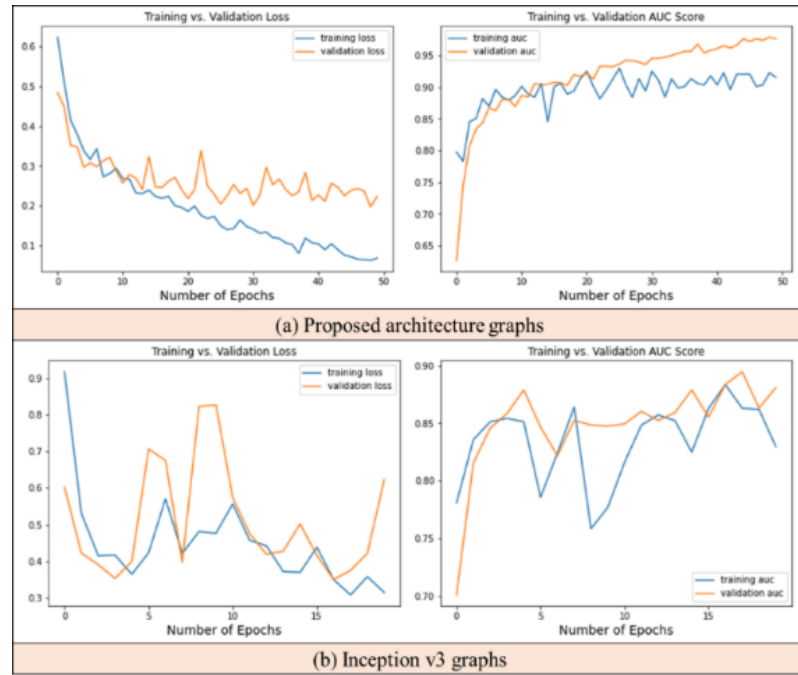 Training vs. Validation Loss
training loss
validation loss
0.6
0.5
0.4
0.3
0.2
0.1
0 10 20 30 40 50
Number of Epochs
Training vs. Validation AUC Score
training auc
validation auc
0.95
0.90
0.85
0.80
0.75
0.70
0.65
0 10 20 30 40 50
Number of Epochs
(a) Proposed architecture graphs
Training vs. Validation Loss
training loss
validation loss
0.9
0.8
0.7
0.6
0.5
0.4
0.3
0 5 10 15
Number of Epochs
Training vs. Validation AUC Score
0.90
0.85
0.80
0.75
0.70
training auc
validation auc
0 5 10 15
Number of Epochs
(b) Inception v3 graphs